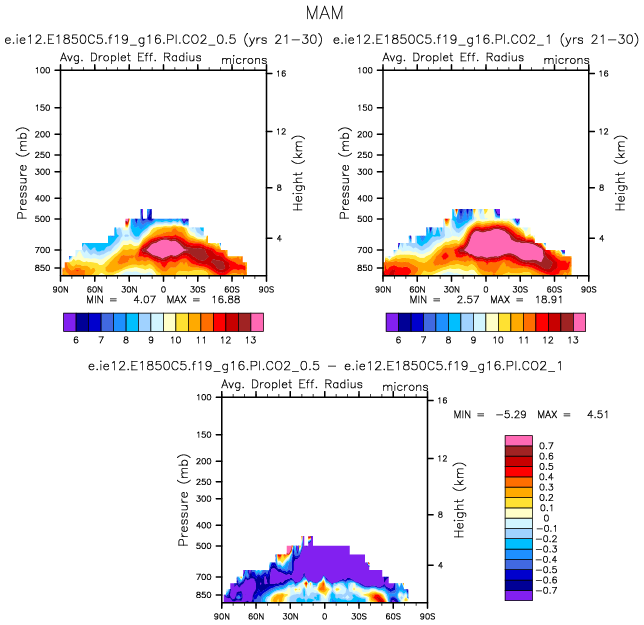 MAM
e.ie12.E1850C5.f19_g16.PI.CO2_0.5 (yrs 21-30)
e.ie12.E1850C5.f19_g16.PI.CO2_1 (yrs 21-30)
Avg. Droplet Eff. Radius microns
Avg. Droplet Eff. Radius microns
Pressure (mb)
100
150
200
250
300
400
500
700
850
16
12
8
4
Height (km)
90N 60N 30N 0 30S 60S 90S
MIN = 4.07 MAX = 16.88
6 7 8 9 10 11 12 13
Pressure (mb)
100
150
200
250
300
400
500
700
850
16
12
8
4
Height (km)
90N 60N 30N 0 30S 60S 90S
MIN = 2.57 MAX = 18.91
6 7 8 9 10 11 12 13
e.ie12.E1850C5.f19_g16.PI.CO2_0.5 - e.ie12.E1850C5.f19_g16.PI.CO2_1
Avg. Droplet Eff. Radius microns
Pressure (mb)
100
150
200
250
300
400
500
700
850
16
12
8
4
Height (km)
90N 60N 30N 0 30S 60S 90S
MIN = -5.29 MAX = 4.51
0.7
0.6
0.5
0.4
0.3
0.2
0.1
0
-0.1
-0.2
-0.3
-0.4
-0.5
-0.6
-0.7